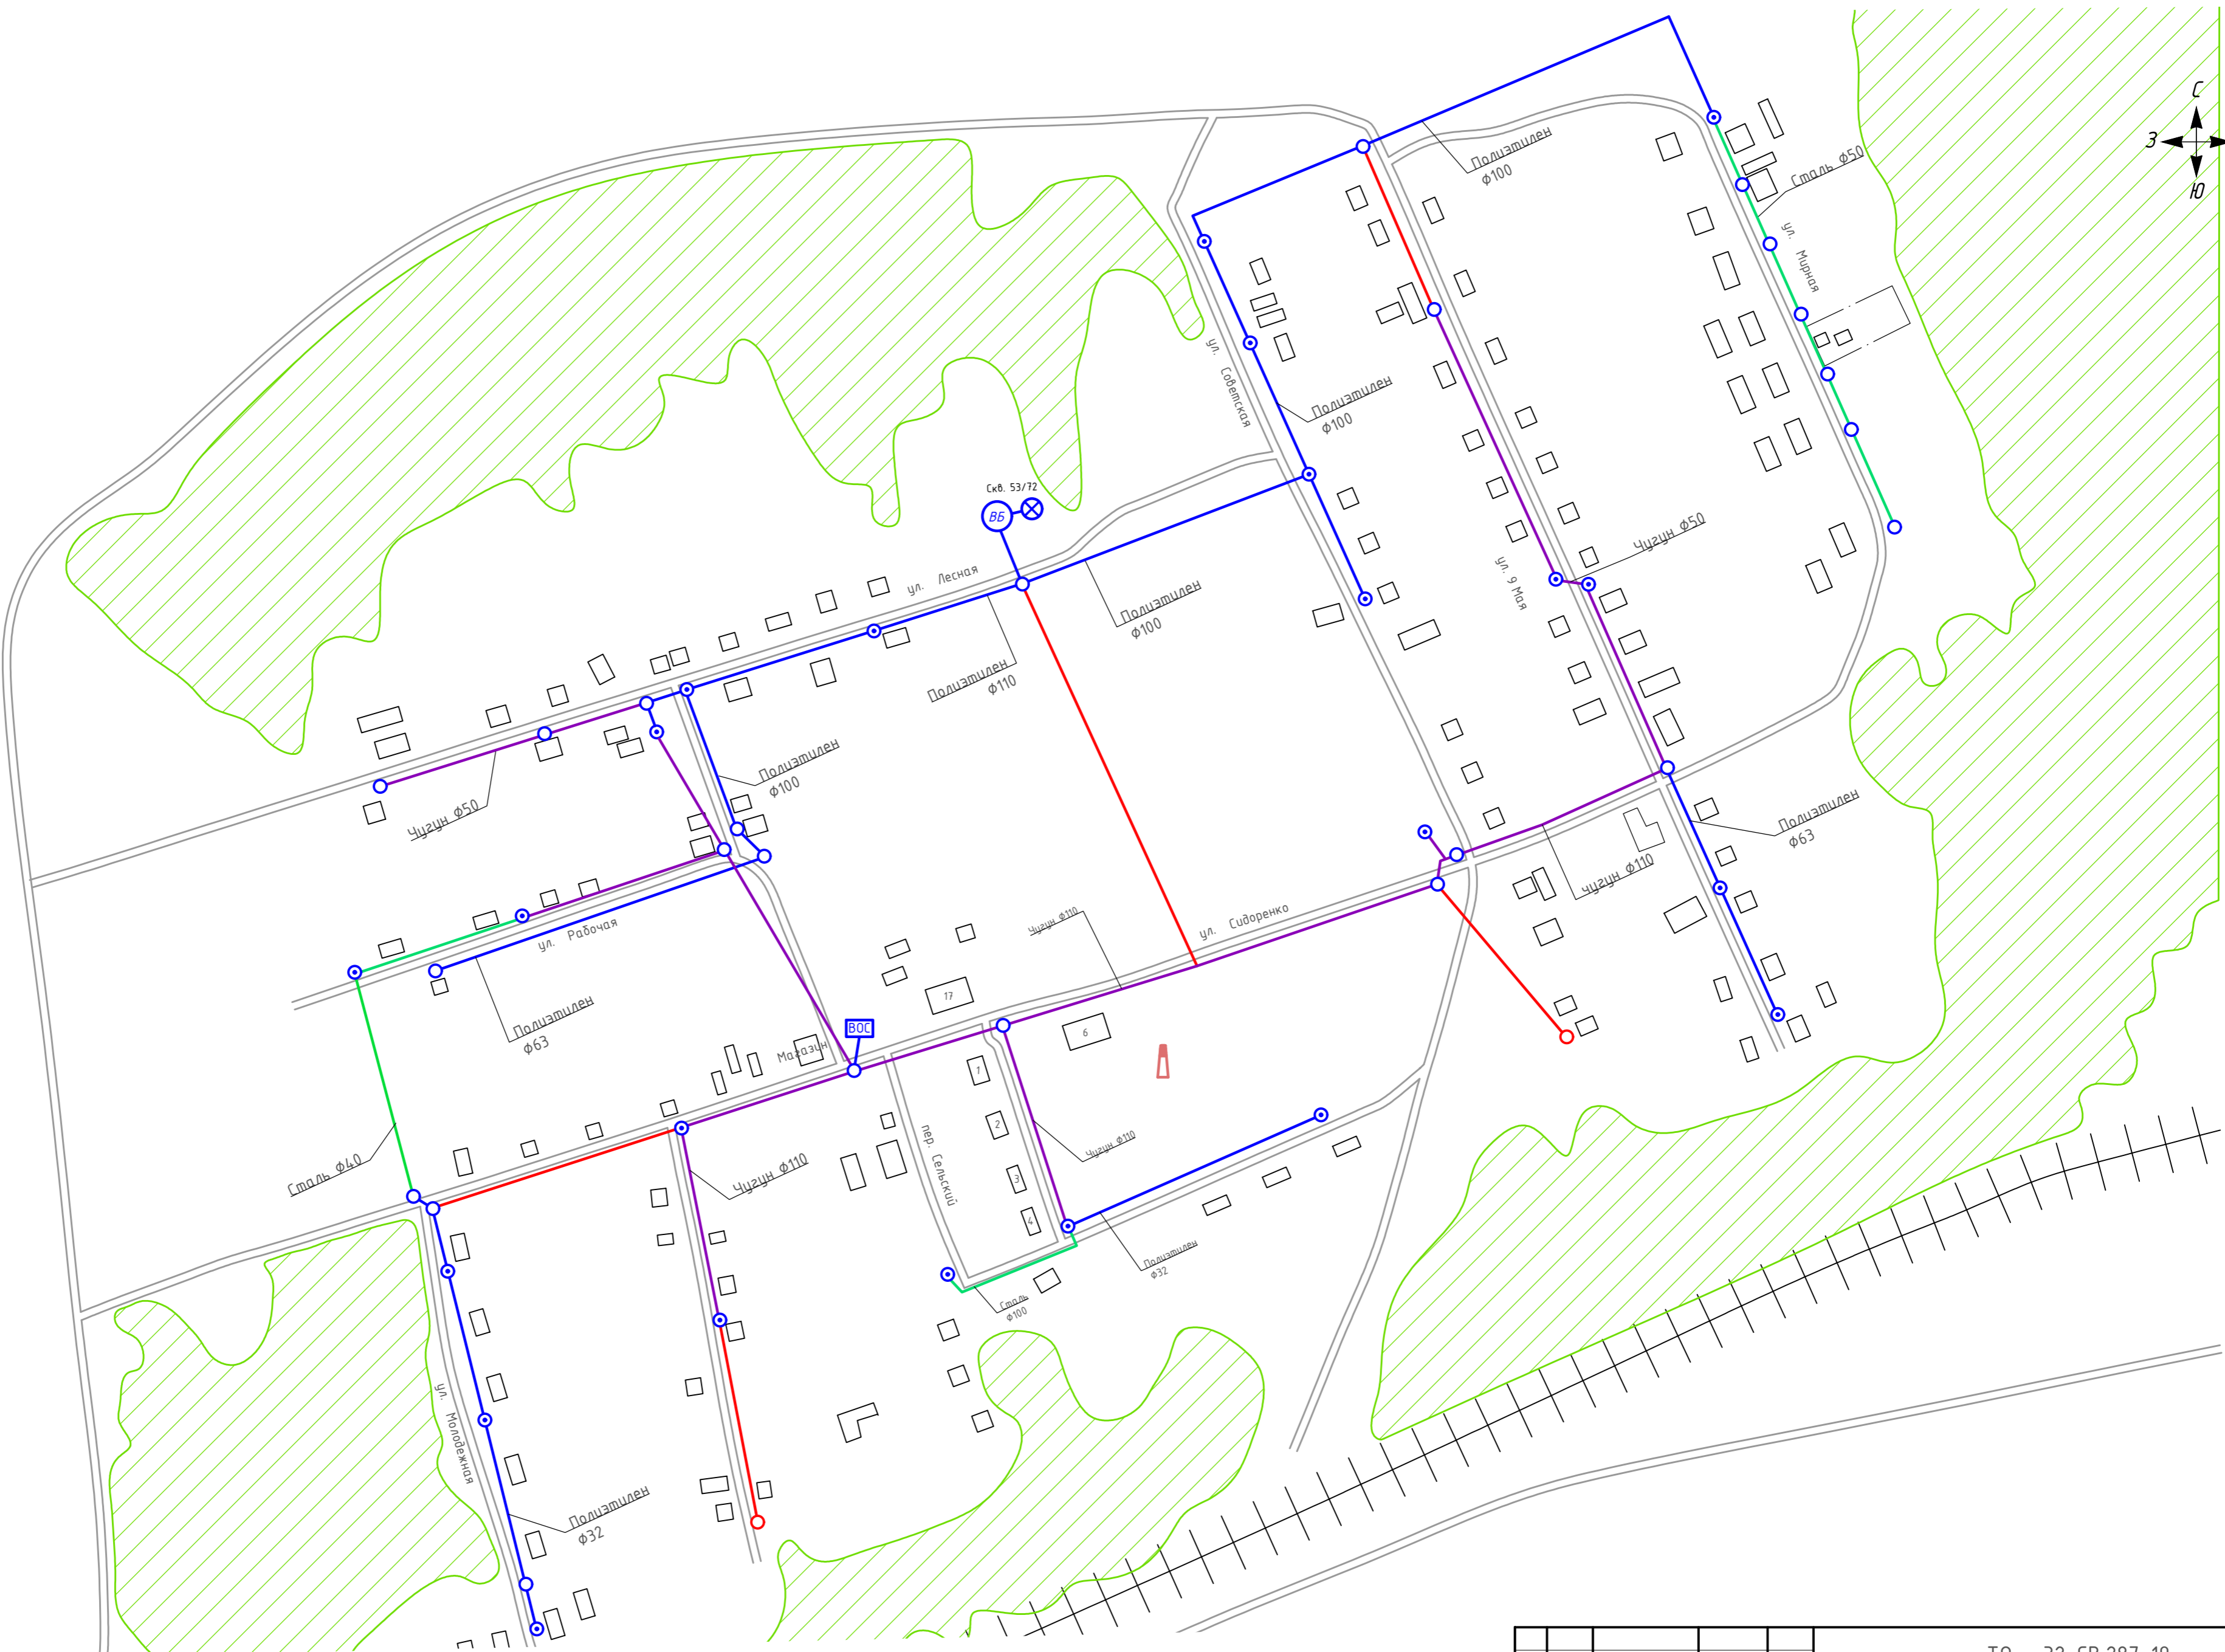 С
З
Ю
Полиэтилен
ф100
Сталь ф50
ул. Мирная
ул. Советская
Полиэтилен
ф100
Скв. 53/72
ВБ
Чугун ф50
ул. 9 Мая
ул. Лесная
Полиэтилен
ф100
Полиэтилен
ф110
Полиэтилен
ф100
Чугун ф50
Полиэтилен
ф63
Чугун ф110
Чугун ф110
ул. Сидоренко
ул. Рабочая
17
Полиэтилен
ф63
ВОС
6
Магазин
1
2
3
4
пер. Сельский
Чугун ф110
Чугун ф110
Сталь ф40
Полиэтилен
ф32
Сталь
ф100
ул. Молодежная
Полиэтилен
ф32